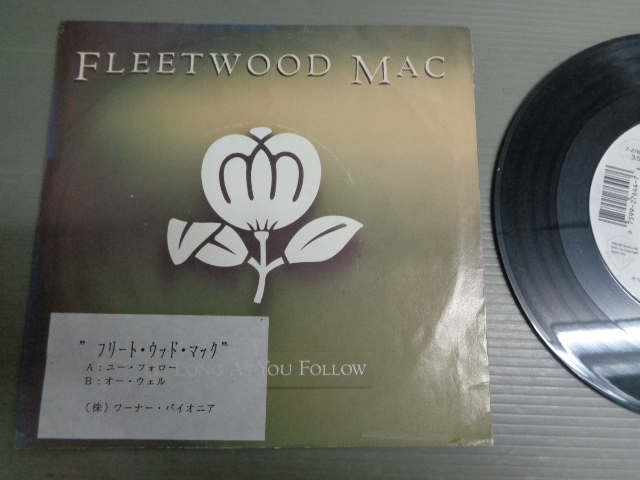 FLEETWOOD MAC
LONG AS YOU FOLLOW
"フリート・ウッド・マック"
A：ユー・フォロー
B：オー・ウェル
（株）ワーナー・パイオニア